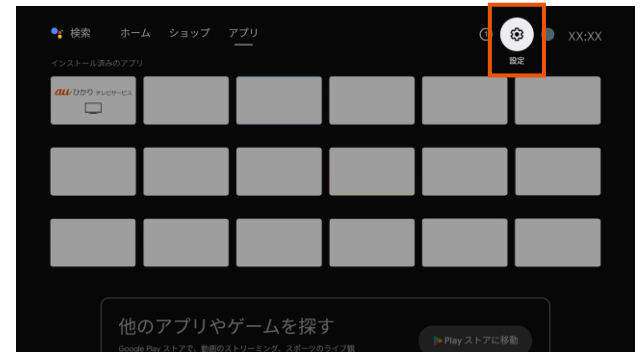 検索 ホーム ショップ アプリ XX:XX
設定
インストール済みのアプリ
auひかり テレビサービス
他のアプリやゲームを探す
Google Play ストアで、動画のストリーミング、スポーツのライブ観
Play ストアに移動